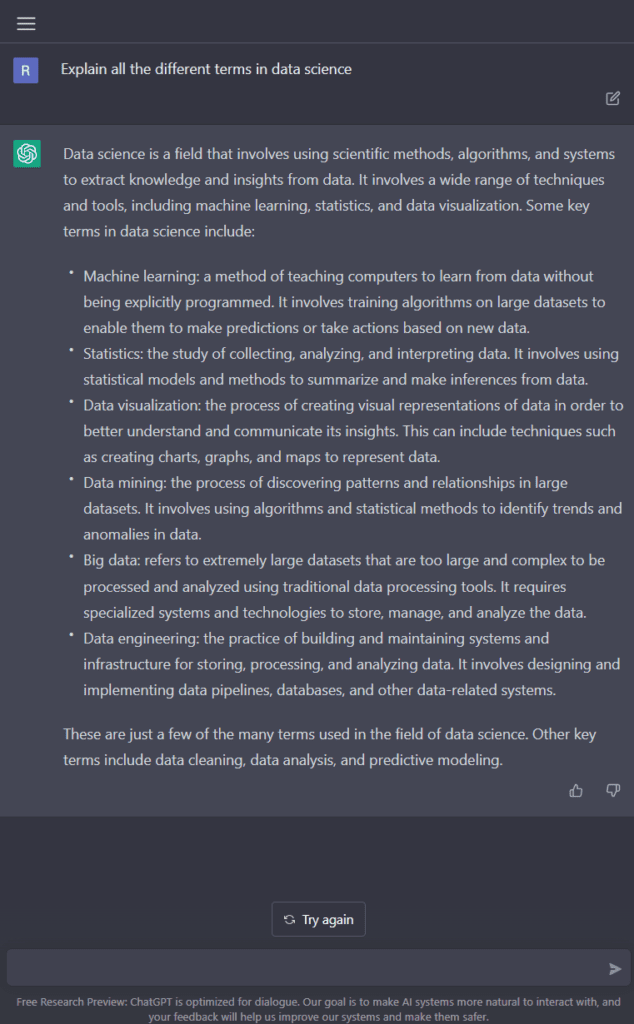 R
Explain all the different terms in data science
Data science is a field that involves using scientific methods, algorithms, and systems
to extract knowledge and insights from data. It involves a wide range of techniques
and tools, including machine learning, statistics, and data visualization. Some key
terms in data science include:
• Machine learning: a method of teaching computers to learn from data without
being explicitly programmed. It involves training algorithms on large datasets to
enable them to make predictions or take actions based on new data.
• Statistics: the study of collecting, analyzing, and interpreting data. It involves using
statistical models and methods to summarize and make inferences from data.
• Data visualization: the process of creating visual representations of data in order to
better understand and communicate its insights. This can include techniques such
as creating charts, graphs, and maps to represent data.
• Data mining: the process of discovering patterns and relationships in large
datasets. It involves using algorithms and statistical methods to identify trends and
anomalies in data.
• Big data: refers to extremely large datasets that are too large and complex to be
processed and analyzed using traditional data processing tools. It requires
specialized systems and technologies to store, manage, and analyze the data.
• Data engineering: the practice of building and maintaining systems and
infrastructure for storing, processing, and analyzing data. It involves designing and
implementing data pipelines, databases, and other data-related systems.
These are just a few of the many terms used in the field of data science. Other key
terms include data cleaning, data analysis, and predictive modeling.
Try again
Free Research Preview: ChatGPT is optimized for dialogue. Our goal is to make AI systems more natural to interact with, and
your feedback will help us improve our systems and make them safer.